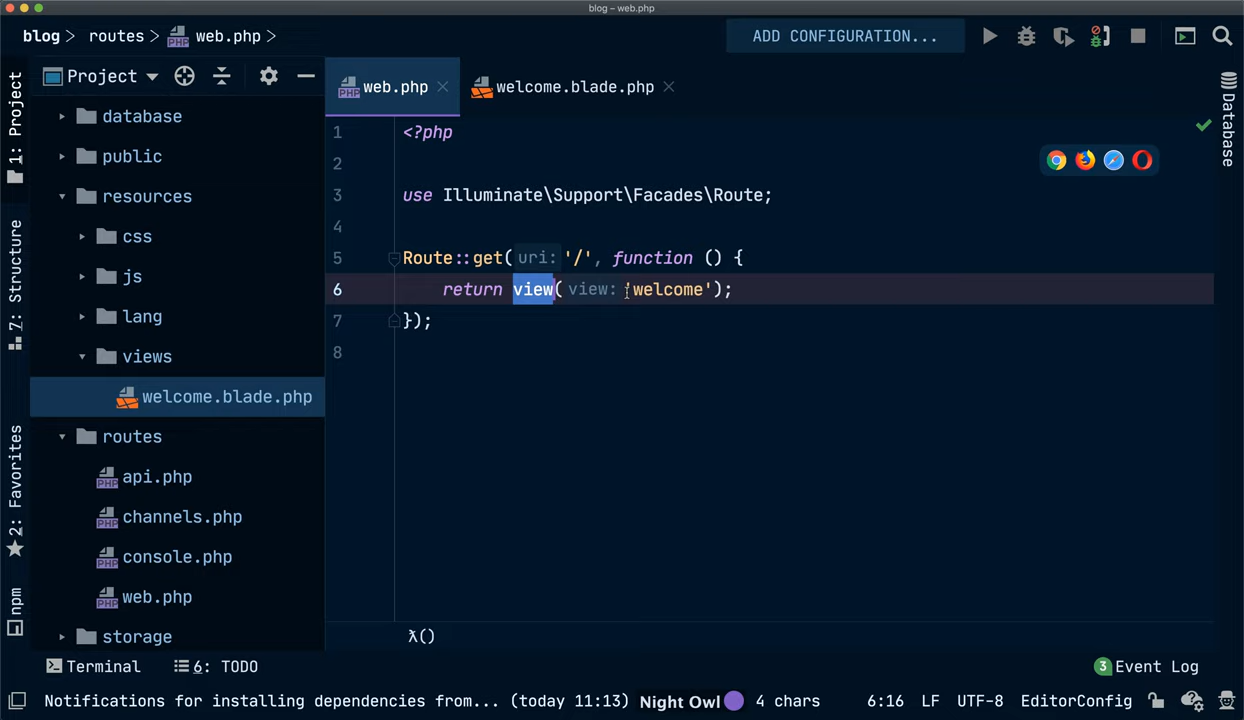 blog – web.php
blog > routes > web.php >
ADD CONFIGURATION...
1: Project
7: Structure
2: Favorites
npm
Project
database
public
resources
css
js
lang
views
welcome.blade.php
routes
api.php
channels.php
console.php
web.php
storage
web.php
welcome.blade.php
1 <?php
2
3 use Illuminate\Support\Facades\Route;
4
5 Route::get( uri: '/', function () {
6 return view( view: 'welcome');
7 });
8
λ()
Database
Terminal
6: TODO
3 Event Log
Notifications for installing dependencies from... (today 11:13)
Night Owl
4 chars
6:16
LF
UTF-8
EditorConfig